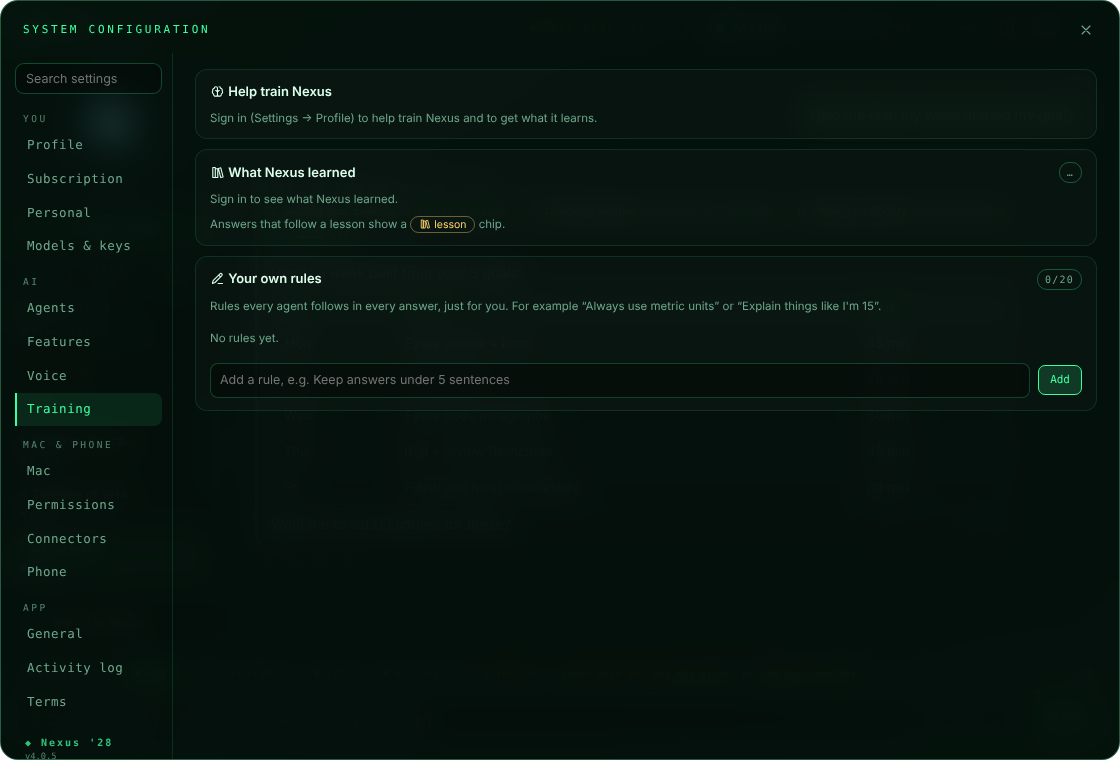 SYSTEM CONFIGURATION
Search settings
YOU
Profile
Subscription
Personal
Models & keys
AI
Agents
Features
Voice
Training
MAC & PHONE
Mac
Permissions
Connectors
Phone
APP
General
Activity log
Terms
◆ Nexus '28
v4.0.5
Help train Nexus
Sign in (Settings → Profile) to help train Nexus and to get what it learns.
What Nexus learned
…
Sign in to see what Nexus learned.
Answers that follow a lesson show a lesson chip.
Your own rules
0/20
Rules every agent follows in every answer, just for you. For example “Always use metric units” or “Explain things like I'm 15”.
No rules yet.
Add a rule, e.g. Keep answers under 5 sentences
Add